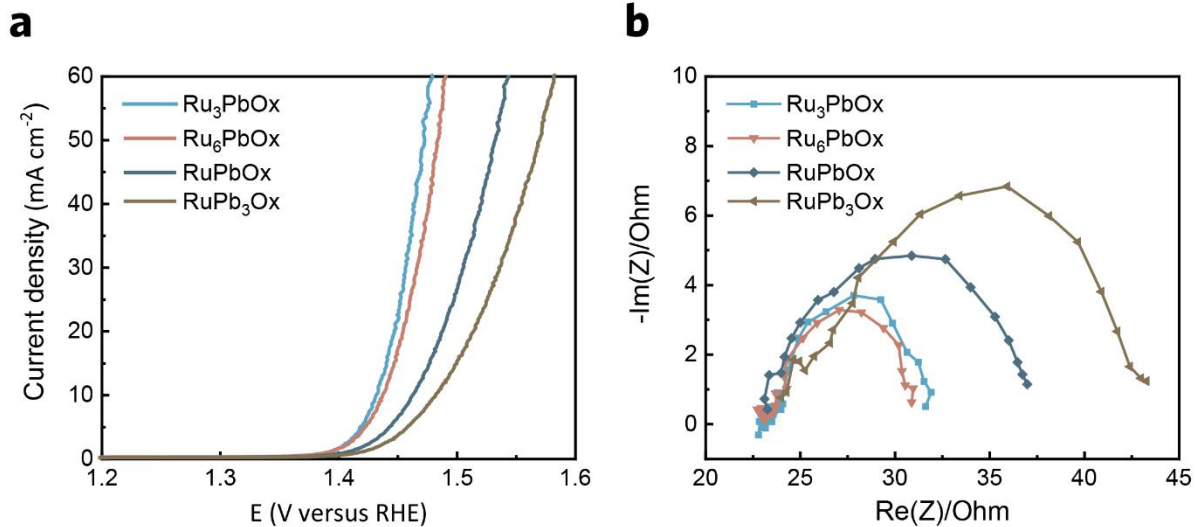 a
60
50
40
30
20
10
0
Current density (mA cm⁻²)
Ru₃PbOx
Ru₆PbOx
RuPbOx
RuPb₃Ox
1.2 1.3 1.4 1.5 1.6
E (V versus RHE)
b
10
8
6
4
2
0
-Im(Z)/Ohm
Ru₃PbOx
Ru₆PbOx
RuPbOx
RuPb₃Ox
20 25 30 35 40 45
Re(Z)/Ohm